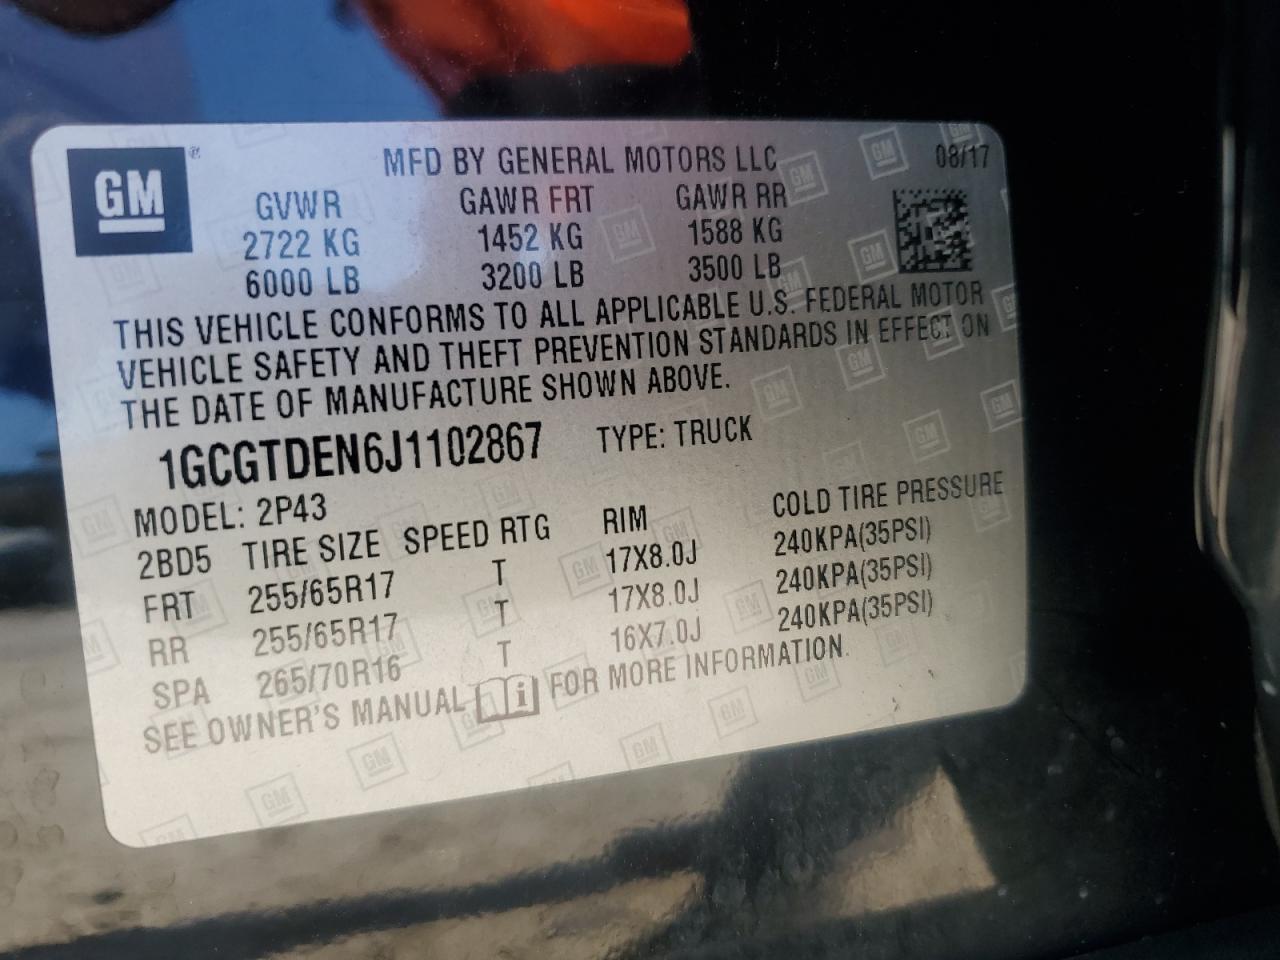 GM®
MFD BY GENERAL MOTORS LLC 08/17
GVWR GAWR FRT GAWR RR
2722 KG 1452 KG 1588 KG
6000 LB 3200 LB 3500 LB
THIS VEHICLE CONFORMS TO ALL APPLICABLE U.S. FEDERAL MOTOR
VEHICLE SAFETY AND THEFT PREVENTION STANDARDS IN EFFECT ON
THE DATE OF MANUFACTURE SHOWN ABOVE.
1GCGTDEN6J1102867 TYPE: TRUCK
MODEL: 2P43
2BD5 TIRE SIZE SPEED RTG RIM COLD TIRE PRESSURE
FRT 255/65R17 T 17X8.0J 240KPA(35PSI)
RR 255/65R17 T 17X8.0J 240KPA(35PSI)
SPA 265/70R16 T 16X7.0J 240KPA(35PSI)
SEE OWNER'S MANUAL i FOR MORE INFORMATION.